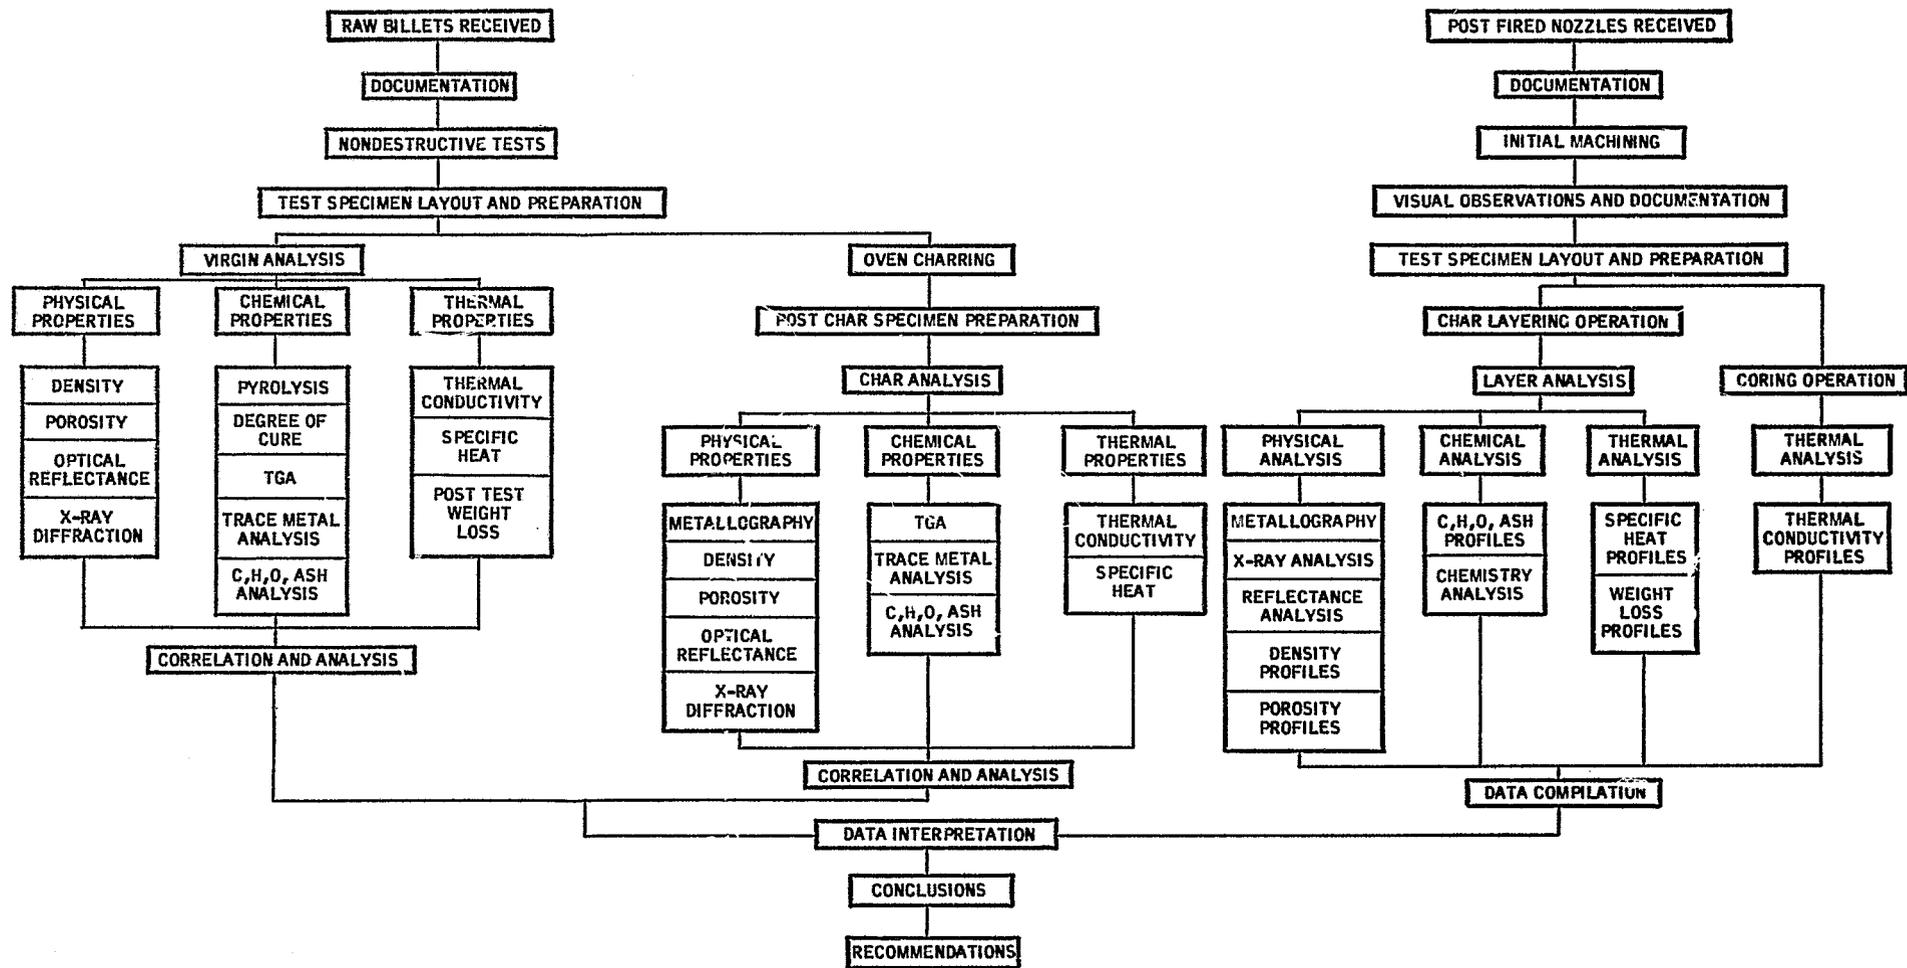 RAW BILLETS RECEIVED
DOCUMENTATION
NONDESTRUCTIVE TESTS
TEST SPECIMEN LAYOUT AND PREPARATION
VIRGIN ANALYSIS
PHYSICAL
PROPERTIES
DENSITY
POROSITY
OPTICAL
REFLECTANCE
X-RAY
DIFFRACTION
CHEMICAL
PROPERTIES
PYROLYSIS
DEGREE OF
CURE
TGA
TRACE METAL
ANALYSIS
C,H,O, ASH
ANALYSIS
THERMAL
PROPERTIES
THERMAL
CONDUCTIVITY
SPECIFIC
HEAT
POST TEST
WEIGHT
LOSS
CORRELATION AND ANALYSIS
OVEN CHARRING
POST CHAR SPECIMEN PREPARATION
CHAR ANALYSIS
PHYSICAL
PROPERTIES
METALLOGRAPHY
DENSITY
POROSITY
OPTICAL
REFLECTANCE
X-RAY
DIFFRACTION
CHEMICAL
PROPERTIES
TGA
TRACE METAL
ANALYSIS
C,H,O, ASH
ANALYSIS
THERMAL
PROPERTIES
THERMAL
CONDUCTIVITY
SPECIFIC
HEAT
CORRELATION AND ANALYSIS
POST FIRED NOZZLES RECEIVED
DOCUMENTATION
INITIAL MACHINING
VISUAL OBSERVATIONS AND DOCUMENTATION
TEST SPECIMEN LAYOUT AND PREPARATION
CHAR LAYERING OPERATION
LAYER ANALYSIS
PHYSICAL
ANALYSIS
METALLOGRAPHY
X-RAY ANALYSIS
REFLECTANCE
ANALYSIS
DENSITY
PROFILES
POROSITY
PROFILES
CHEMICAL
ANALYSIS
C,H,O, ASH
PROFILES
CHEMISTRY
ANALYSIS
THERMAL
ANALYSIS
SPECIFIC
HEAT
PROFILES
WEIGHT
LOSS
PROFILES
CORING OPERATION
THERMAL
ANALYSIS
THERMAL
CONDUCTIVITY
PROFILES
DATA COMPILATION
DATA INTERPRETATION
CONCLUSIONS
RECOMMENDATIONS